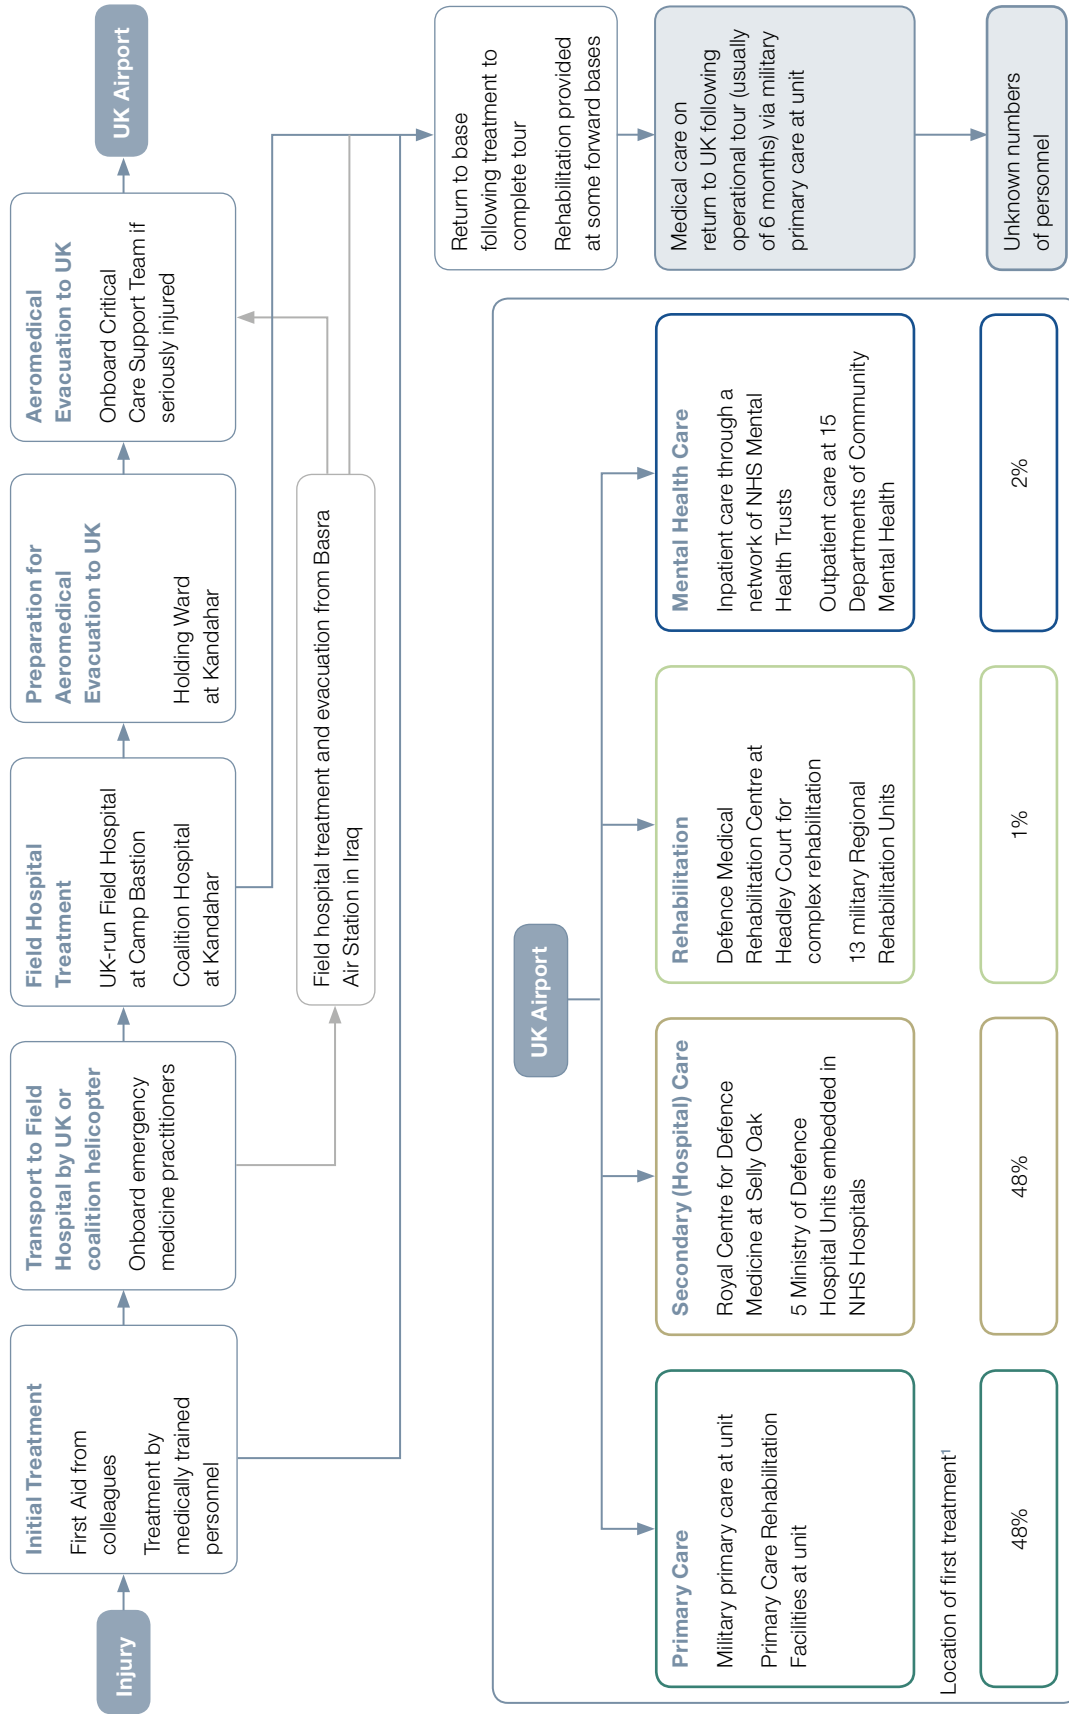 Injury
Initial Treatment
First Aid from
colleagues
Treatment by
medically trained
personnel
Transport to Field
Hospital by UK or
coalition helicopter
Onboard emergency
medicine practitioners
Field Hospital
Treatment
UK-run Field Hospital
at Camp Bastion
Coalition Hospital
at Kandahar
Preparation for
Aeromedical
Evacuation to UK
Holding Ward
at Kandahar
Aeromedical
Evacuation to UK
Onboard Critical
Care Support Team if
seriously injured
UK Airport
Field hospital treatment and evacuation from Basra
Air Station in Iraq
Return to base
following treatment to
complete tour
Rehabilitation provided
at some forward bases
Medical care on
return to UK following
operational tour (usually
of 6 months) via military
primary care at unit
Unknown numbers
of personnel
UK Airport
Primary Care
Military primary care at unit
Primary Care Rehabilitation
Facilities at unit
Secondary (Hospital) Care
Royal Centre for Defence
Medicine at Selly Oak
5 Ministry of Defence
Hospital Units embedded in
NHS Hospitals
Rehabilitation
Defence Medical
Rehabilitation Centre at
Headley Court for
complex rehabilitation
13 military Regional
Rehabilitation Units
Mental Health Care
Inpatient care through a
network of NHS Mental
Health Trusts
Outpatient care at 15
Departments of Community
Mental Health
Location of first treatment¹
48%
48%
1%
2%